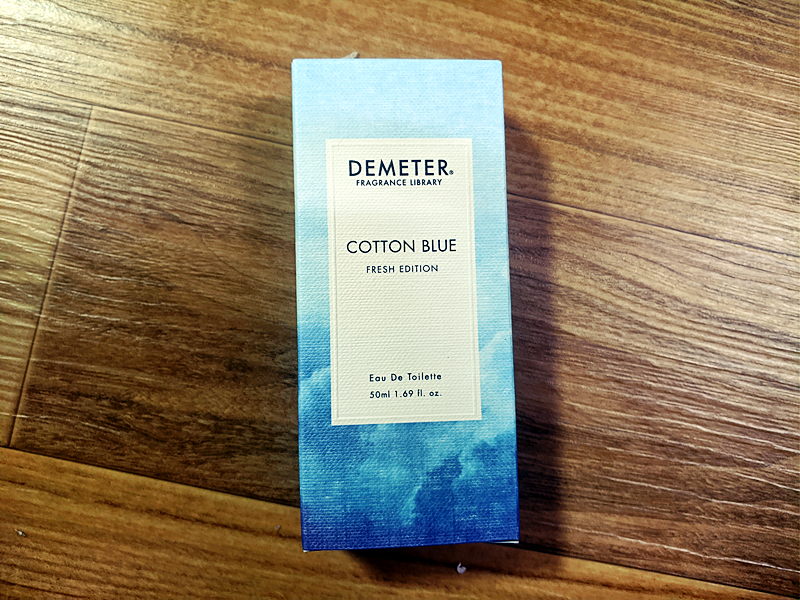 DEMETER®
FRAGRANCE LIBRARY
COTTON BLUE
FRESH EDITION
Eau De Toilette
50ml 1.69 fl. oz.